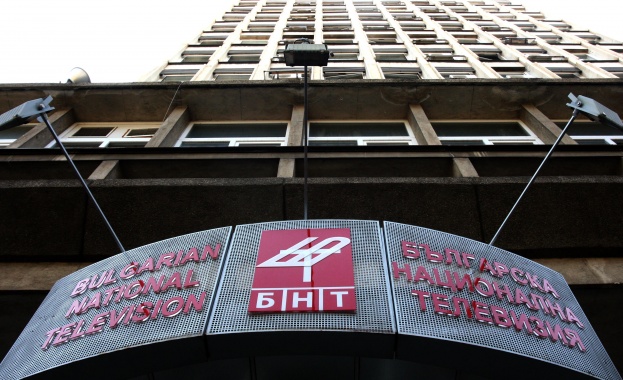 BULGARIAN
NATIONAL
TELEVISION
БНТ
БЪЛГАРСКА
НАЦИОНАЛНА
ТЕЛЕВИЗИЯ